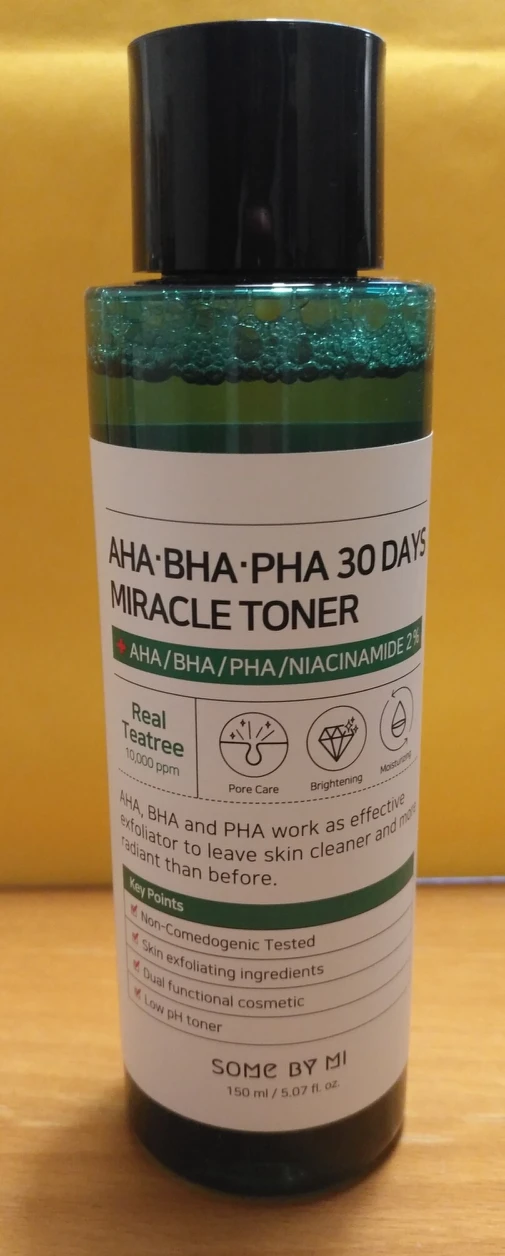 AHA·BHA·PHA 30 DAYS
MIRACLE TONER
+ AHA/BHA/PHA/NIACINAMIDE 2%
Real
Teatree
10,000 ppm
Pore Care
Brightening
Moisturizing
AHA, BHA and PHA work as effective
exfoliator to leave skin cleaner and more
radiant than before.
Key Points
Non-Comedogenic Tested
Skin exfoliating ingredients
Dual functional cosmetic
Low pH toner
SOME BY MI
150 ml / 5.07 fl. oz.